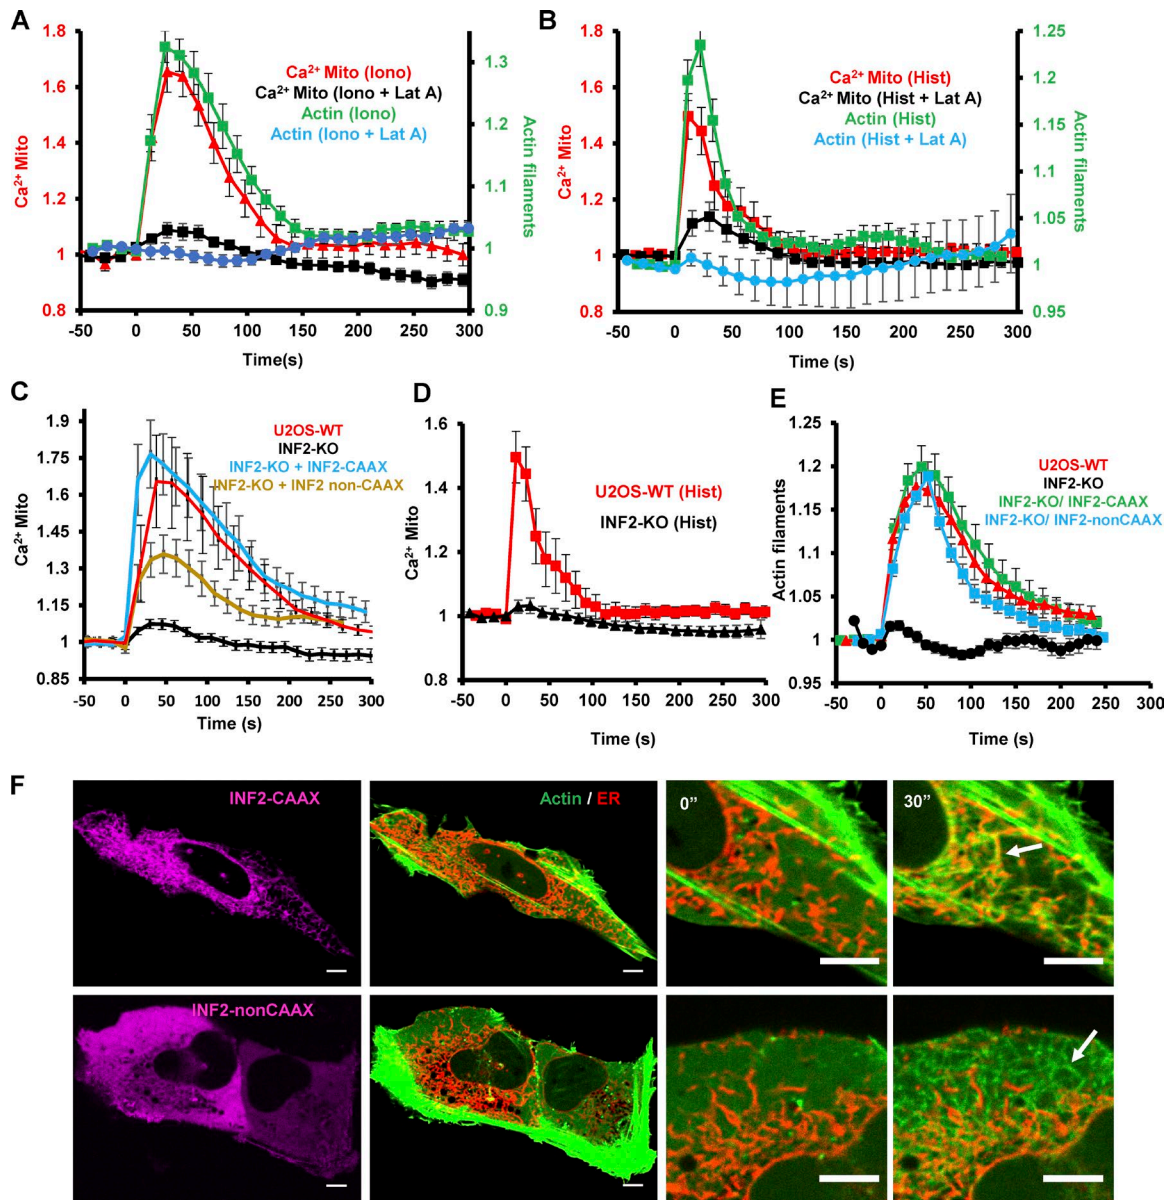 A
1.8
1.6
1.4
1.2
1
0.8
Ca²⁺ Mito
Ca²⁺ Mito (Iono)
Ca²⁺ Mito (Iono + Lat A)
Actin (Iono)
Actin (Iono + Lat A)
1.3
1.2
1.1
1.0
0.9
Actin filaments
-50 0 50 100 150 200 250 300
Time(s)
B
1.8
1.6
1.4
1.2
1
0.8
Ca²⁺ Mito
Ca²⁺ Mito (Hist)
Ca²⁺ Mito (Hist + Lat A)
Actin (Hist)
Actin (Hist + Lat A)
1.25
1.2
1.15
1.10
1.05
1
0.95
Actin filaments
-50 0 50 100 150 200 250 300
Time (s)
C
1.9
1.75
1.6
1.45
1.3
1.15
1
0.85
Ca²⁺ Mito
U2OS-WT
INF2-KO
INF2-KO + INF2-CAAX
INF2-KO + INF2 non-CAAX
-50 0 50 100 150 200 250 300
Time (s)
D
1.6
1.4
1.2
1.0
0.8
Ca²⁺ Mito
U2OS-WT (Hist)
INF2-KO (Hist)
-50 0 50 100 150 200 250 300
Time (s)
E
1.25
1.20
1.15
1.10
1.05
1.00
0.95
Actin filaments
U2OS-WT
INF2-KO
INF2-KO/ INF2-CAAX
INF2-KO/ INF2-nonCAAX
-50 0 50 100 150 200 250 300
Time (s)
F
INF2-CAAX
Actin / ER
0”
30”
INF2-nonCAAX